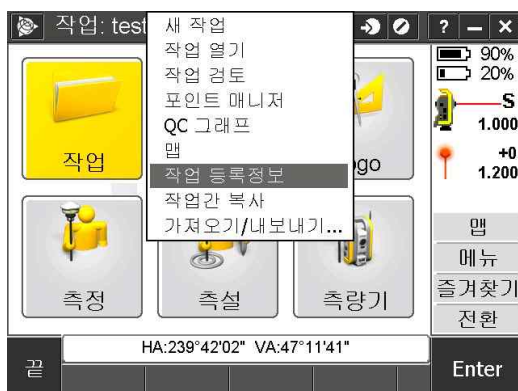 작업: test
? – ×
새 작업
작업 열기
작업 검토
포인트 매니저
QC 그래프
맵
작업 등록정보
작업간 복사
가져오기/내보내기...
90%
20%
S
1.000
+0
1.200
작업
go
측정
측설
측량기
맵
메뉴
즐겨찾기
전환
HA:239°42'02" VA:47°11'41"
끝
Enter